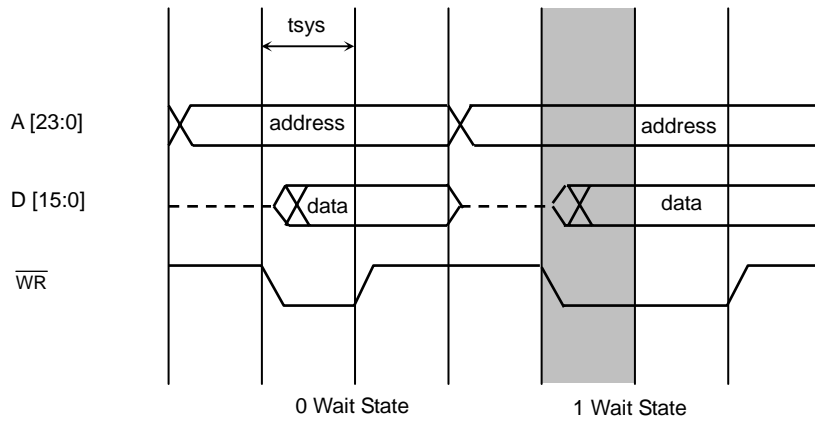 tsys
A [23:0]
address
address
D [15:0]
data
data
WR
0 Wait State
1 Wait State